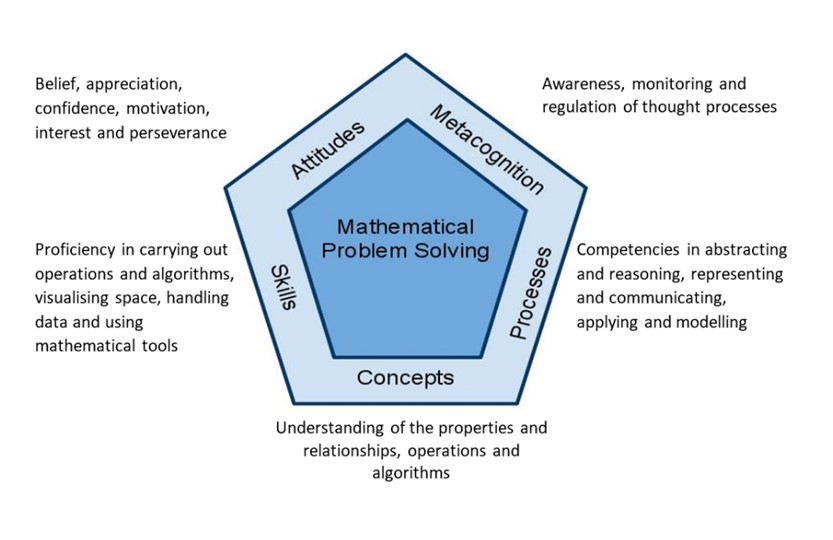 Belief, appreciation,
confidence, motivation,
interest and perseverance
Attitudes
Metacognition
Awareness, monitoring and
regulation of thought processes
Mathematical
Problem Solving
Proficiency in carrying out
operations and algorithms,
visualising space, handling
data and using
mathematical tools
Skills
Processes
Competencies in abstracting
and reasoning, representing
and communicating,
applying and modelling
Concepts
Understanding of the properties and
relationships, operations and
algorithms